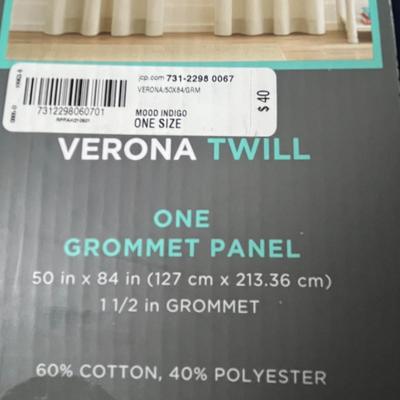 jcp.com 731-2298 0067
VERONA/50X84/GRM
7312298060701
MOOD INDIGO
ONE SIZE
$40
VERONA TWILL
ONE
GROMMET PANEL
50 in x 84 in (127 cm x 213.36 cm)
1 1/2 in GROMMET
60% COTTON, 40% POLYESTER